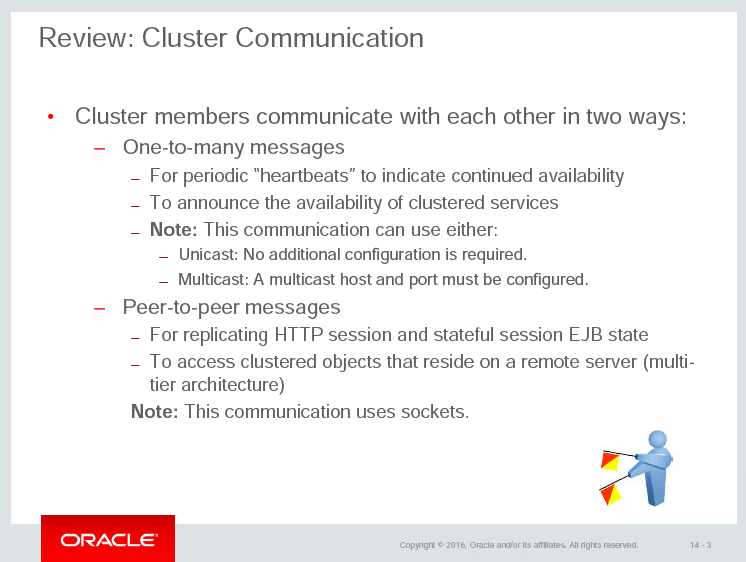 Review: Cluster Communication
• Cluster members communicate with each other in two ways:
– One-to-many messages
– For periodic "heartbeats" to indicate continued availability
– To announce the availability of clustered services
– Note: This communication can use either:
– Unicast: No additional configuration is required.
– Multicast: A multicast host and port must be configured.
– Peer-to-peer messages
– For replicating HTTP session and stateful session EJB state
– To access clustered objects that reside on a remote server (multi-
tier architecture)
Note: This communication uses sockets.
ORACLE®
Copyright © 2016, Oracle and/or its affiliates. All rights reserved.
14 - 3